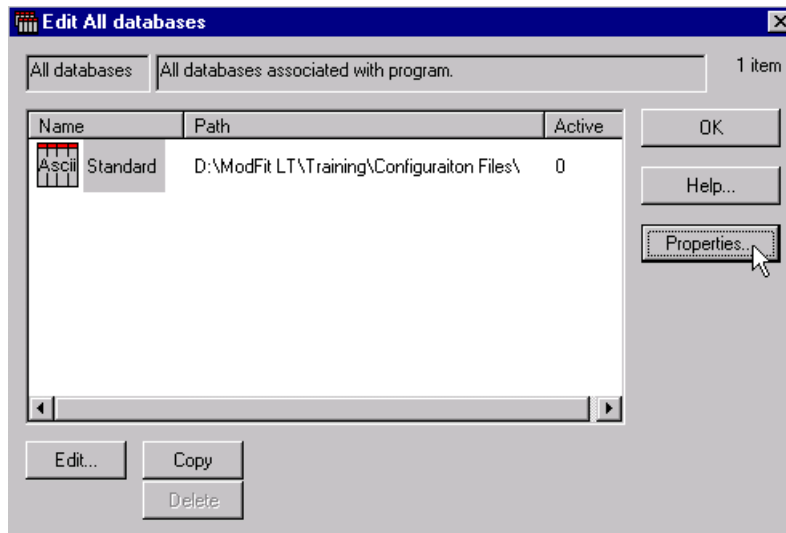 Edit All databases
All databases All databases associated with program. 1 item
Name Path Active
Ascii Standard D:\ModFit LT\Training\Configuraiton Files\ 0
OK
Help...
Properties...
Edit... Copy
Delete